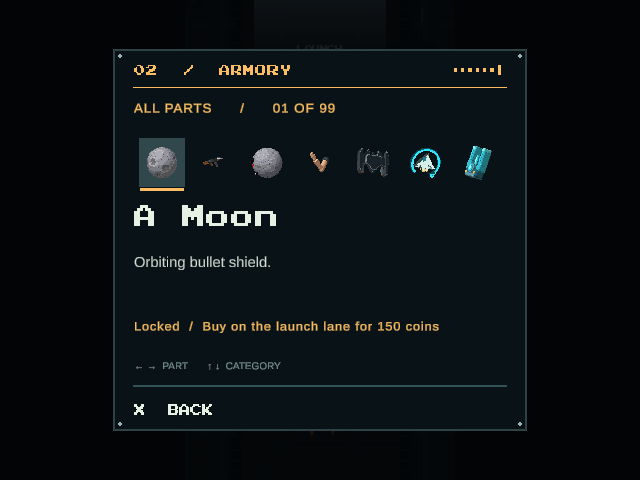 02 / ARMORY
ALL PARTS / 01 OF 99
A Moon
Orbiting bullet shield.
Locked / Buy on the launch lane for 150 coins
← → PART ↑ ↓ CATEGORY
X BACK